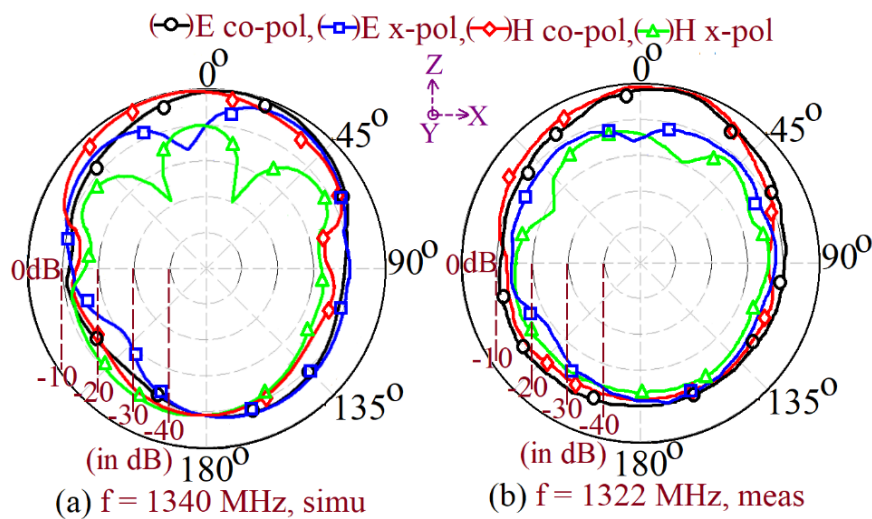 (-o-)E co-pol,(-□-)E x-pol,(-◇-)H co-pol,(-△-)H x-pol
0°
Z
Y
X
45°
90°
0dB
-10
-20
-30
-40
135°
(in dB)
180°
(a) f = 1340 MHz, simu
0°
45°
90°
0dB
-10
-20
-30
-40
135°
(in dB)
180°
(b) f = 1322 MHz, meas